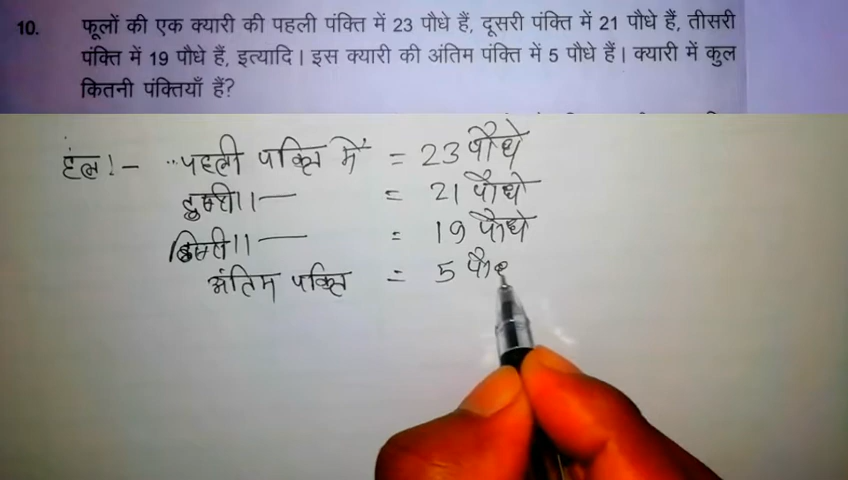 10. फूलों की एक क्यारी की पहली पंक्ति में 23 पौधे हैं, दूसरी पंक्ति में 21 पौधे हैं, तीसरी
पंक्ति में 19 पौधे हैं, इत्यादि। इस क्यारी की अंतिम पंक्ति में 5 पौधे हैं। क्यारी में कुल
कितनी पंक्तियाँ हैं?
हल!- पहली पंक्ति में = 23 पौधे
दुसरी ।। — = 21 पौधे
।। — = 19 पौधे
अंतिम पंक्ति = 5